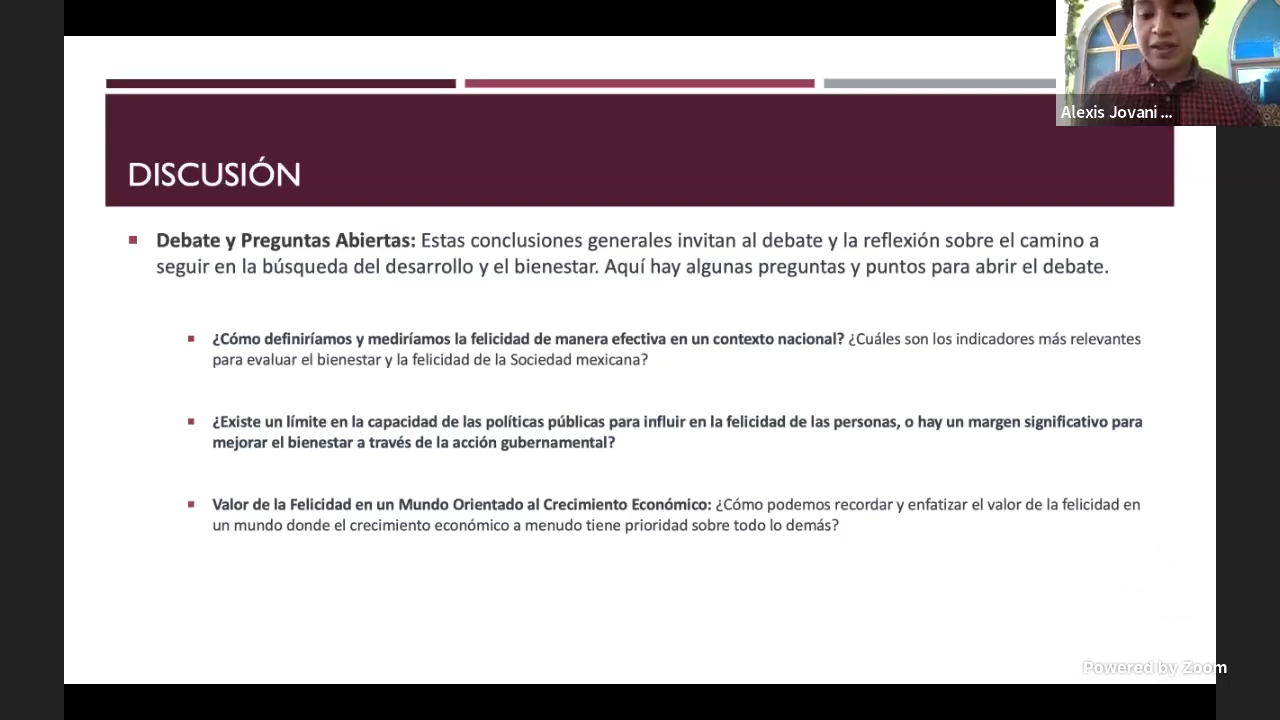 Alexis Jovani ...
DISCUSIÓN
Debate y Preguntas Abiertas: Estas conclusiones generales invitan al debate y la reflexión sobre el camino a
seguir en la búsqueda del desarrollo y el bienestar. Aquí hay algunas preguntas y puntos para abrir el debate.
¿Cómo definiríamos y mediríamos la felicidad de manera efectiva en un contexto nacional? ¿Cuáles son los indicadores más relevantes
para evaluar el bienestar y la felicidad de la Sociedad mexicana?
¿Existe un límite en la capacidad de las políticas públicas para influir en la felicidad de las personas, o hay un margen significativo para
mejorar el bienestar a través de la acción gubernamental?
Valor de la Felicidad en un Mundo Orientado al Crecimiento Económico: ¿Cómo podemos recordar y enfatizar el valor de la felicidad en
un mundo donde el crecimiento económico a menudo tiene prioridad sobre todo lo demás?
Powered by Zoom